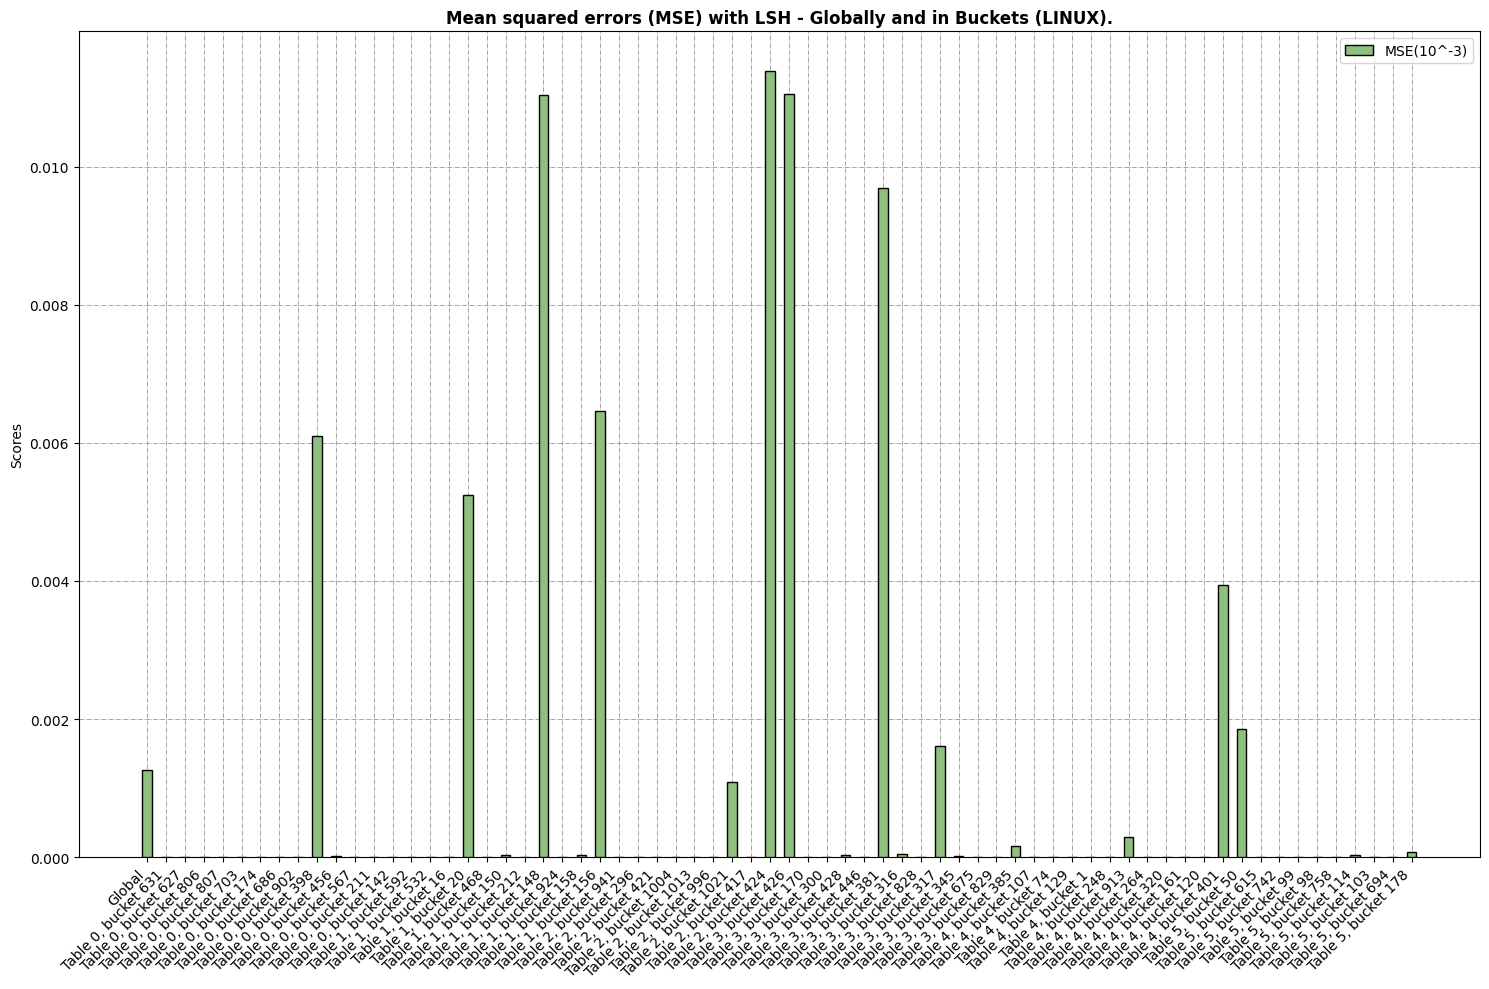 Mean squared errors (MSE) with LSH - Globally and in Buckets (LINUX).
MSE(10^-3)
0.010
0.008
0.006
0.004
0.002
0.000
Scores
Global
Table 0, bucket 631
Table 0, bucket 627
Table 0, bucket 806
Table 0, bucket 807
Table 0, bucket 703
Table 0, bucket 174
Table 0, bucket 686
Table 0, bucket 902
Table 0, bucket 398
Table 0, bucket 456
Table 0, bucket 567
Table 0, bucket 211
Table 0, bucket 142
Table 1, bucket 592
Table 1, bucket 532
Table 1, bucket 16
Table 1, bucket 20
Table 1, bucket 468
Table 1, bucket 150
Table 1, bucket 212
Table 1, bucket 148
Table 1, bucket 924
Table 1, bucket 158
Table 1, bucket 156
Table 2, bucket 941
Table 2, bucket 296
Table 2, bucket 421
Table 2, bucket 1004
Table 2, bucket 1013
Table 2, bucket 996
Table 2, bucket 1021
Table 2, bucket 417
Table 2, bucket 424
Table 3, bucket 426
Table 3, bucket 170
Table 3, bucket 300
Table 3, bucket 428
Table 3, bucket 446
Table 3, bucket 381
Table 3, bucket 316
Table 3, bucket 828
Table 3, bucket 317
Table 3, bucket 345
Table 3, bucket 675
Table 3, bucket 829
Table 4, bucket 385
Table 4, bucket 107
Table 4, bucket 74
Table 4, bucket 129
Table 4, bucket 1
Table 4, bucket 248
Table 4, bucket 913
Table 4, bucket 264
Table 4, bucket 320
Table 4, bucket 161
Table 4, bucket 120
Table 4, bucket 401
Table 5, bucket 50
Table 5, bucket 615
Table 5, bucket 742
Table 5, bucket 99
Table 5, bucket 98
Table 5, bucket 758
Table 5, bucket 114
Table 5, bucket 103
Table 5, bucket 694
Table 5, bucket 178